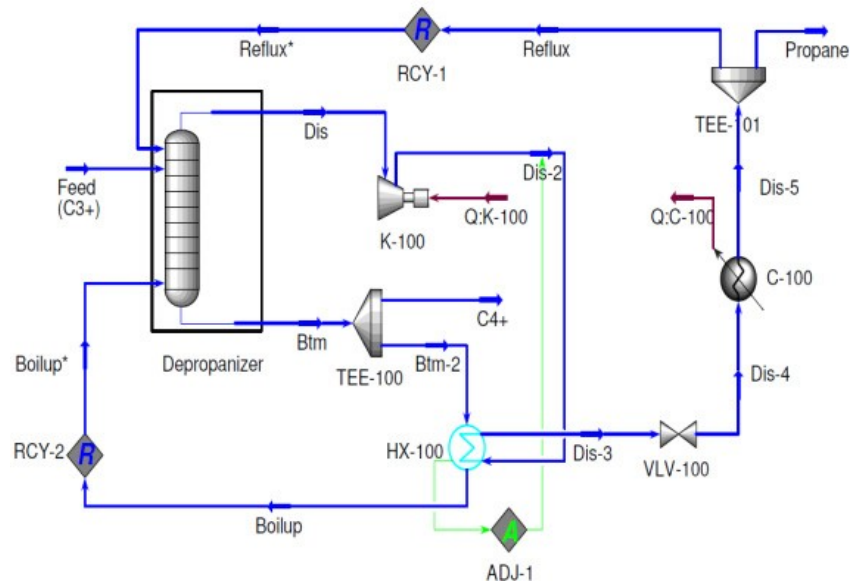 R
Reflux*
RCY-1
Reflux
Propane
TEE-101
Dis
Dis-2
Feed
(C3+)
Dis-5
Q:K-100
Q:C-100
K-100
C-100
C4+
Btm
Btm-2
Boilup*
Depropanizer
TEE-100
Dis-4
RCY-2
R
HX-100
Dis-3
VLV-100
Boilup
A
ADJ-1